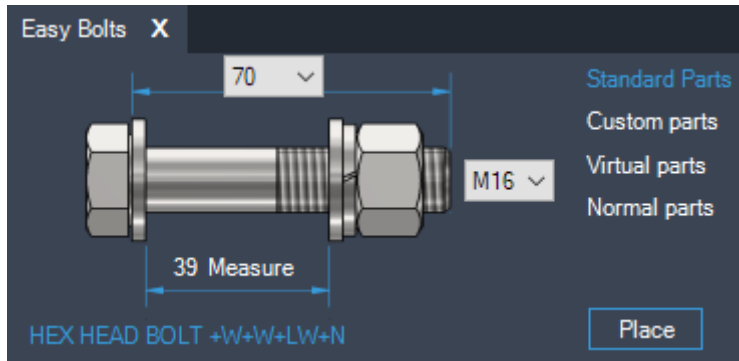 Easy Bolts X
70
Standard Parts
Custom parts
Virtual parts
M16
Normal parts
39 Measure
HEX HEAD BOLT +W+W+LW+N
Place